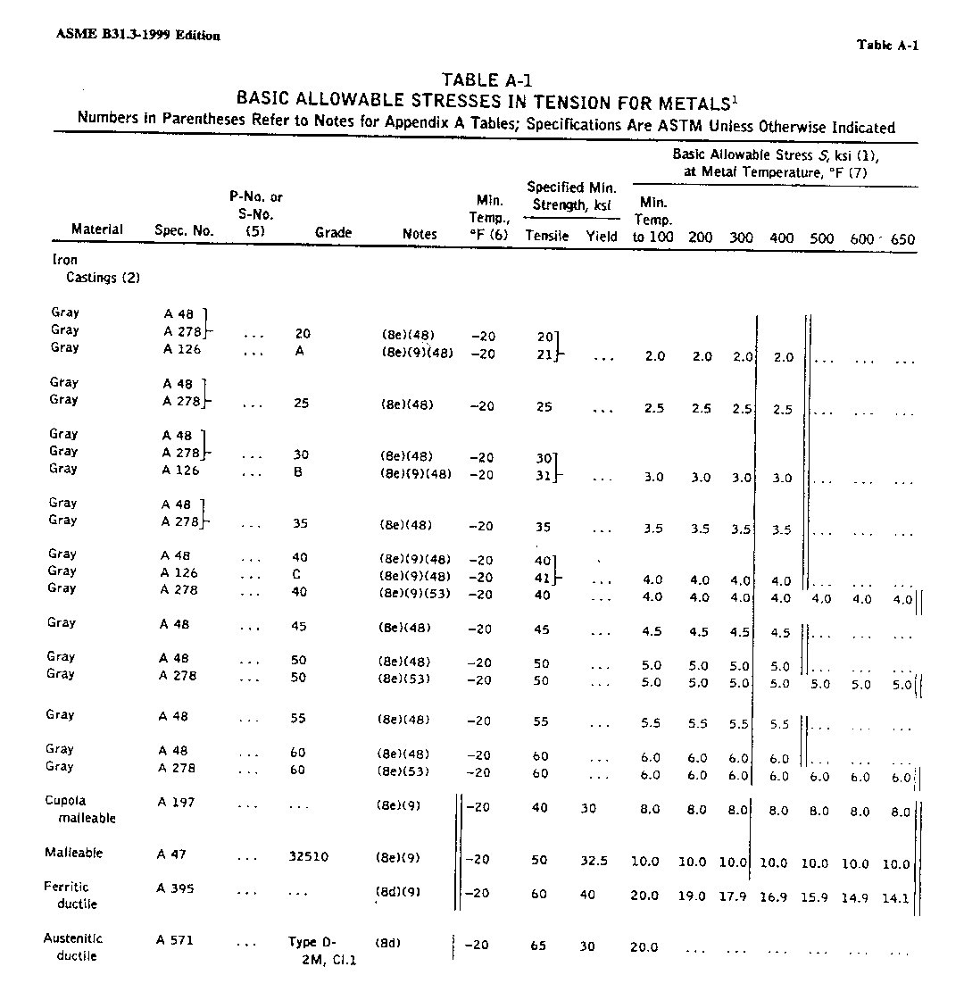 ASME B31.3-1999 Edition
Table A-1
TABLE A-1
BASIC ALLOWABLE STRESSES IN TENSION FOR METALS¹
Numbers in Parentheses Refer to Notes for Appendix A Tables; Specifications Are ASTM Unless Otherwise Indicated
Basic Allowable Stress S, ksi (1),
at Metal Temperature, °F (7)
Specified Min.
P-No. or Min. Strength, ksi Min.
S-No. Temp., Temp.
Material Spec. No. (5) Grade Notes °F (6) Tensile Yield to 100 200 300 400 500 600 650
Iron
Castings (2)
Gray A 48
Gray A 278 ... 20 (8e)(48) −20 20
Gray A 126 ... A (8e)(9)(48) −20 21 ... 2.0 2.0 2.0 2.0 ... ... ...
Gray A 48
Gray A 278 ... 25 (8e)(48) −20 25 ... 2.5 2.5 2.5 2.5 ... ... ...
Gray A 48
Gray A 278 ... 30 (8e)(48) −20 30
Gray A 126 ... B (8e)(9)(48) −20 31 ... 3.0 3.0 3.0 3.0 ... ... ...
Gray A 48
Gray A 278 ... 35 (8e)(48) −20 35 ... 3.5 3.5 3.5 3.5 ... ... ...
Gray A 48 ... 40 (8e)(9)(48) −20 40
Gray A 126 ... C (8e)(9)(48) −20 41 ... 4.0 4.0 4.0 4.0 ... ... ...
Gray A 278 ... 40 (8e)(9)(53) −20 40 ... 4.0 4.0 4.0 4.0 4.0 4.0 4.0
Gray A 48 ... 45 (8e)(48) −20 45 ... 4.5 4.5 4.5 4.5 ... ... ...
Gray A 48 ... 50 (8e)(48) −20 50 ... 5.0 5.0 5.0 5.0 ... ... ...
Gray A 278 ... 50 (8e)(53) −20 50 ... 5.0 5.0 5.0 5.0 5.0 5.0 5.0
Gray A 48 ... 55 (8e)(48) −20 55 ... 5.5 5.5 5.5 5.5 ... ... ...
Gray A 48 ... 60 (8e)(48) −20 60 ... 6.0 6.0 6.0 6.0 ... ... ...
Gray A 278 ... 60 (8e)(53) −20 60 ... 6.0 6.0 6.0 6.0 6.0 6.0 6.0
Cupola A 197 ... ... (8e)(9) −20 40 30 8.0 8.0 8.0 8.0 8.0 8.0 8.0
malleable
Malleable A 47 ... 32510 (8e)(9) −20 50 32.5 10.0 10.0 10.0 10.0 10.0 10.0 10.0
Ferritic A 395 ... ... (8d)(9) −20 60 40 20.0 19.0 17.9 16.9 15.9 14.9 14.1
ductile
Austenitic A 571 ... Type D- (8d) −20 65 30 20.0 ... ... ... ... ... ...
ductile 2M, Cl.1